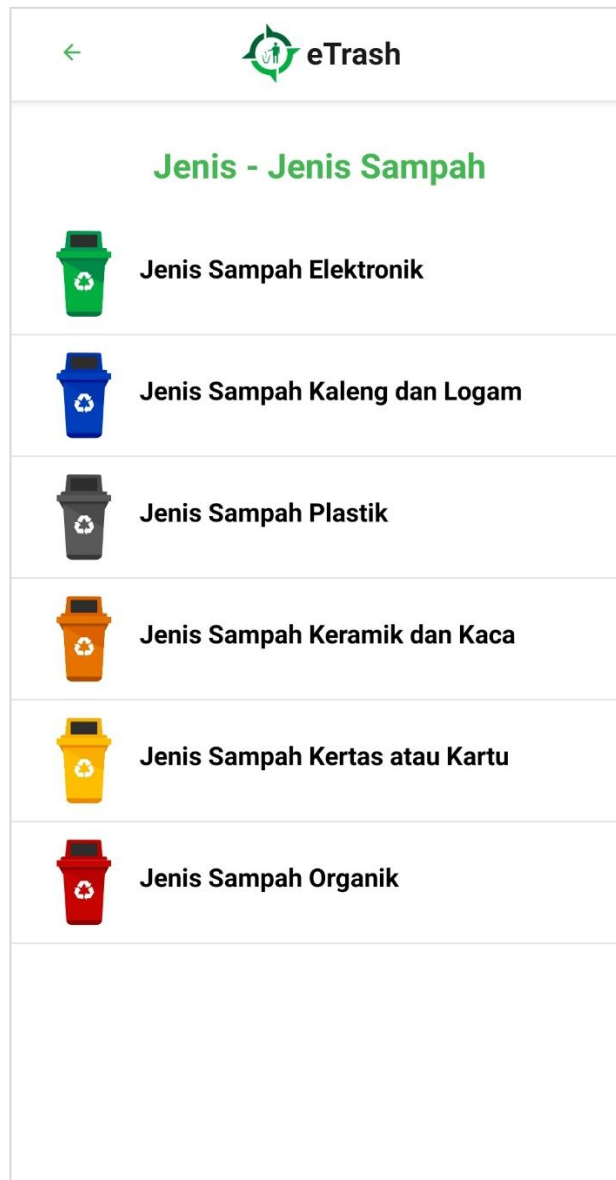 eTrash
Jenis - Jenis Sampah
Jenis Sampah Elektronik
Jenis Sampah Kaleng dan Logam
Jenis Sampah Plastik
Jenis Sampah Keramik dan Kaca
Jenis Sampah Kertas atau Kartu
Jenis Sampah Organik